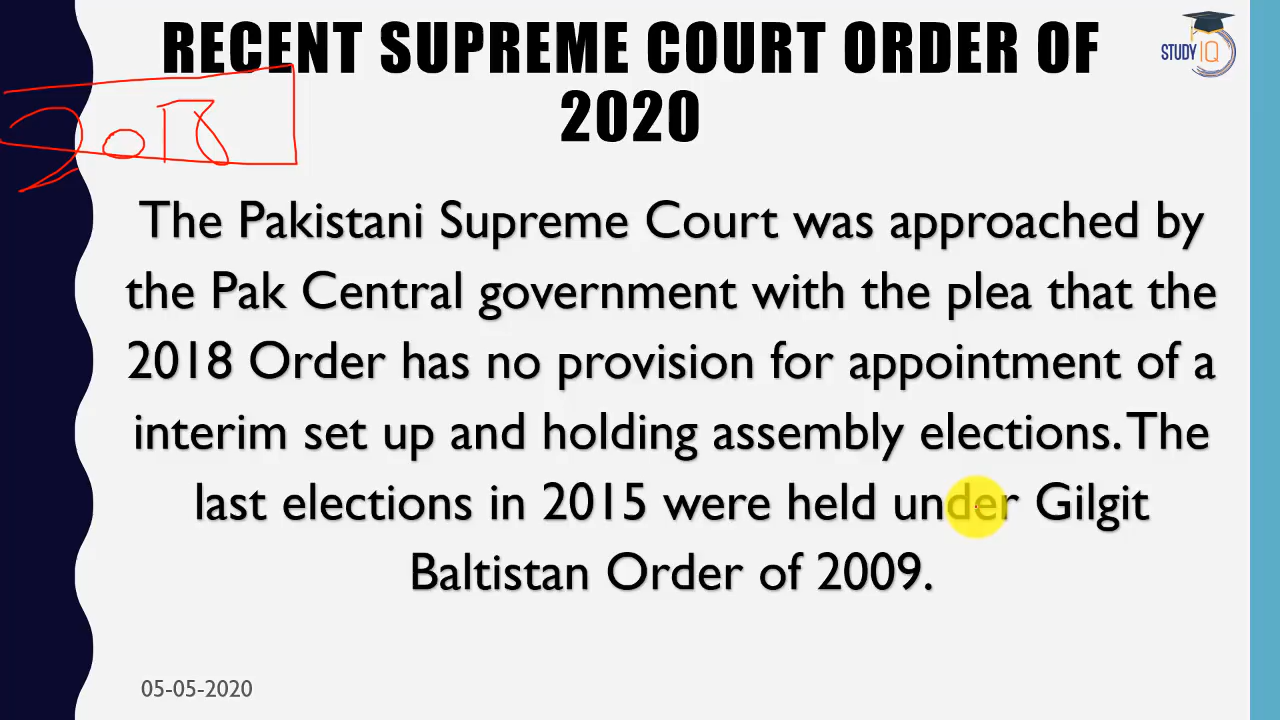 RECENT SUPREME COURT ORDER OF
2020
STUDY IQ
2018
The Pakistani Supreme Court was approached by
the Pak Central government with the plea that the
2018 Order has no provision for appointment of a
interim set up and holding assembly elections. The
last elections in 2015 were held under Gilgit
Baltistan Order of 2009.
05-05-2020